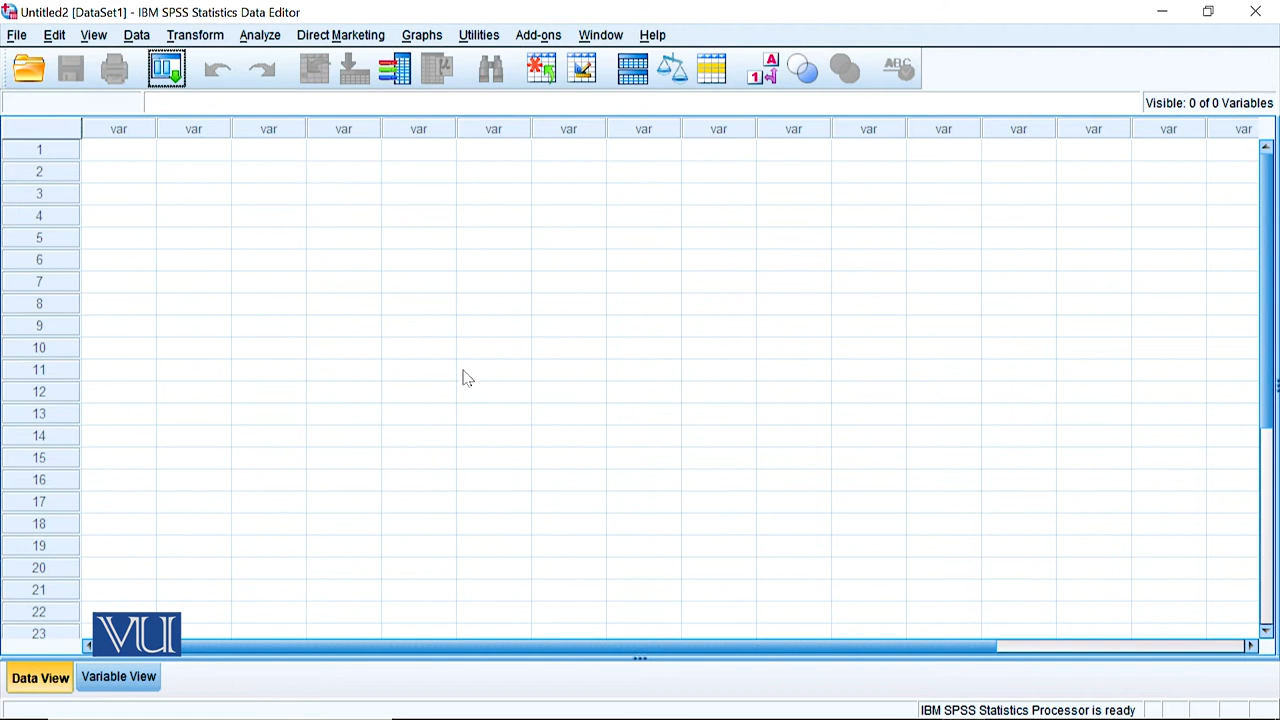 Untitled2 [DataSet1] - IBM SPSS Statistics Data Editor
File Edit View Data Transform Analyze Direct Marketing Graphs Utilities Add-ons Window Help
A
1
ABC
Visible: 0 of 0 Variables
var var var var var var var var var var var var var var var var
1
2
3
4
5
6
7
8
9
10
11
12
13
14
15
16
17
18
19
20
21
22
23
VU
Data View Variable View
IBM SPSS Statistics Processor is ready